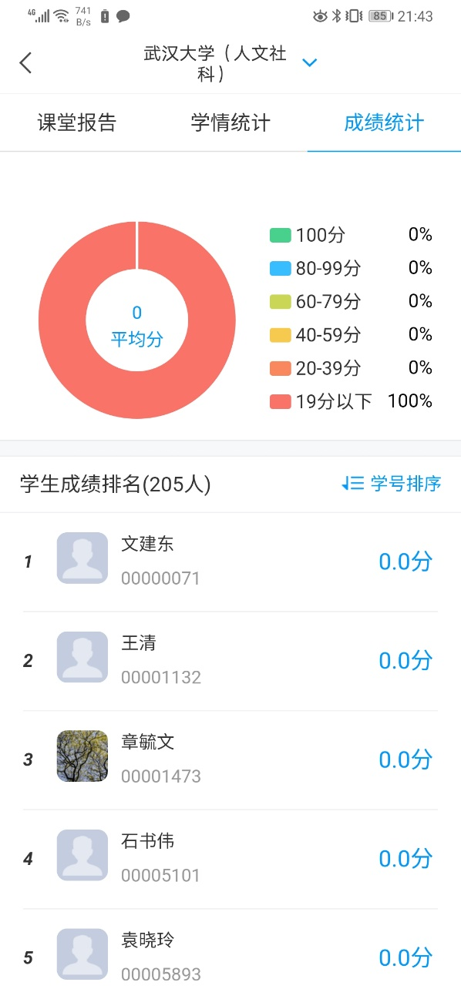 4G 741 B/s 85 21:43
武汉大学（人文社
科）
课堂报告 学情统计 成绩统计
100分 0%
80-99分 0%
60-79分 0%
40-59分 0%
20-39分 0%
19分以下 100%
0
平均分
学生成绩排名(205人) 学号排序
1 文建东 0.0分
00000071
2 王清 0.0分
00001132
3 章毓文 0.0分
00001473
4 石书伟 0.0分
00005101
5 袁晓玲 0.0分
00005893